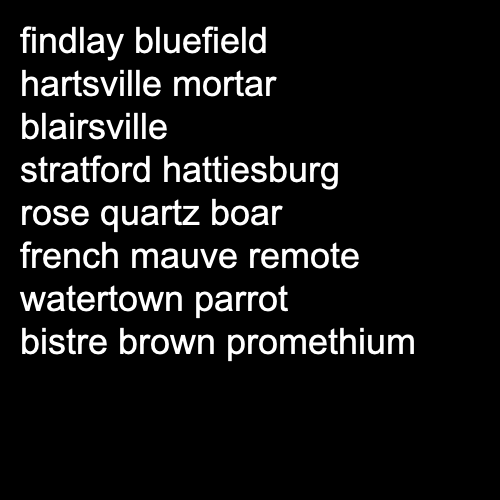 findlay bluefield
hartsville mortar
blairsville
stratford hattiesburg
rose quartz boar
french mauve remote
watertown parrot
bistre brown promethium